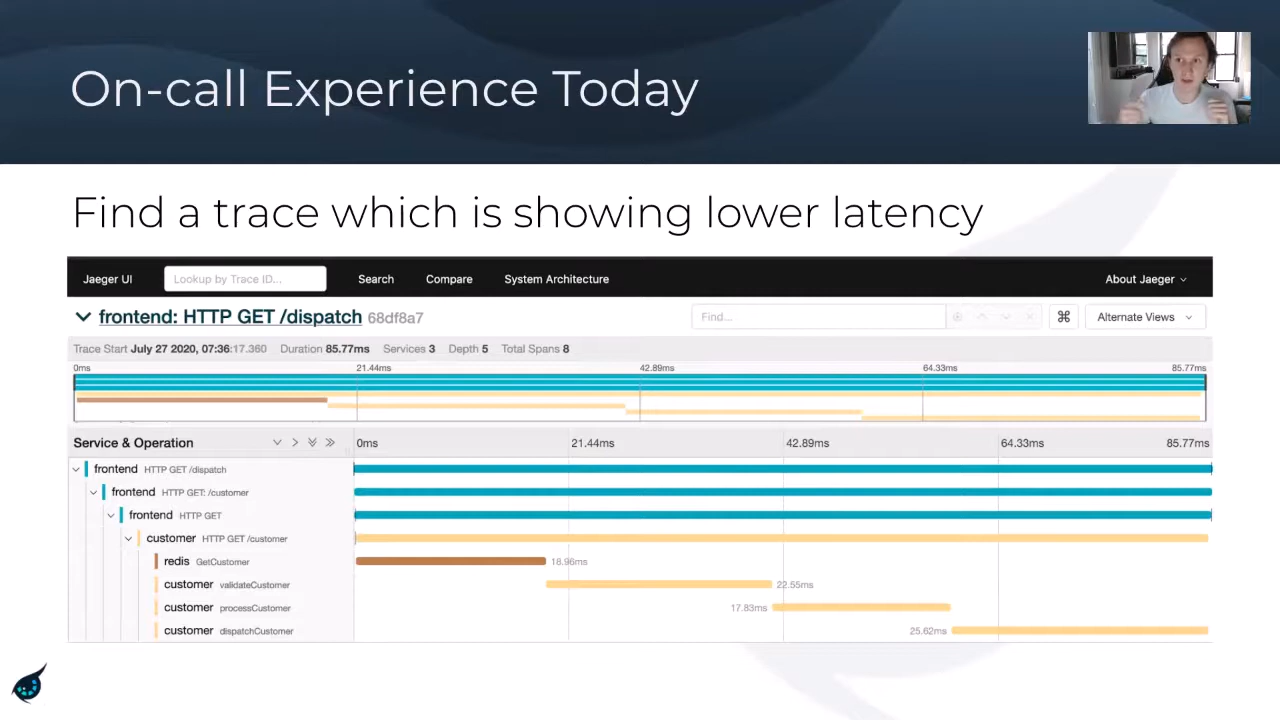 On-call Experience Today
Find a trace which is showing lower latency
Jaeger UI Lookup by Trace ID... Search Compare System Architecture About Jaeger
frontend: HTTP GET /dispatch 68df8a7 Find... Alternate Views
Trace Start July 27 2020, 07:36:17.360 Duration 85.77ms Services 3 Depth 5 Total Spans 8
0ms 21.44ms 42.89ms 64.33ms 85.77ms
Service & Operation 0ms 21.44ms 42.89ms 64.33ms 85.77ms
frontend HTTP GET /dispatch
frontend HTTP GET: /customer
frontend HTTP GET
customer HTTP GET /customer
redis GetCustomer 18.96ms
customer validateCustomer 22.55ms
customer processCustomer 17.83ms
customer dispatchCustomer 25.62ms